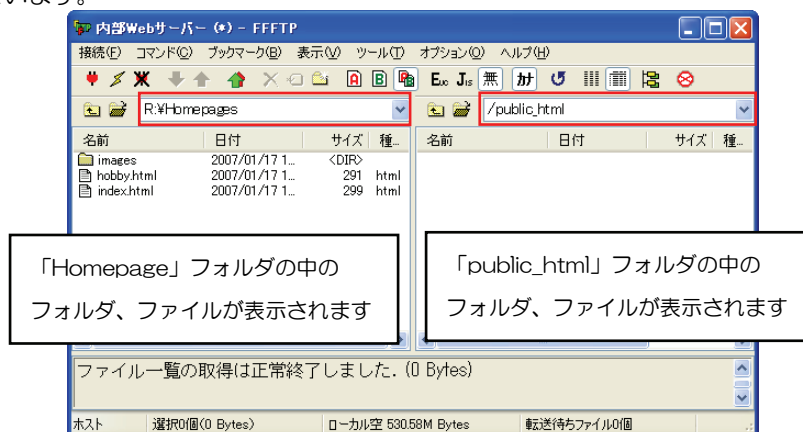 います。
内部Webサーバー (*) - FFFTP
接続(F) コマンド(C) ブックマーク(B) 表示(V) ツール(T) オプション(O) ヘルプ(H)
A B Euc Jis 無 カナ
R:¥Homepages /public_html
名前 日付 サイズ 種... 名前 日付 サイズ 種...
images 2007/01/17 1... <DIR>
hobby.html 2007/01/17 1... 291 html
index.html 2007/01/17 1... 299 html
「Homepage」フォルダの中の
フォルダ、ファイルが表示されます
「public_html」フォルダの中の
フォルダ、ファイルが表示されます
ファイル一覧の取得は正常終了しました. (0 Bytes)
ホスト 選択0個(0 Bytes) ローカル空 530.58M Bytes 転送待ちファイル0個